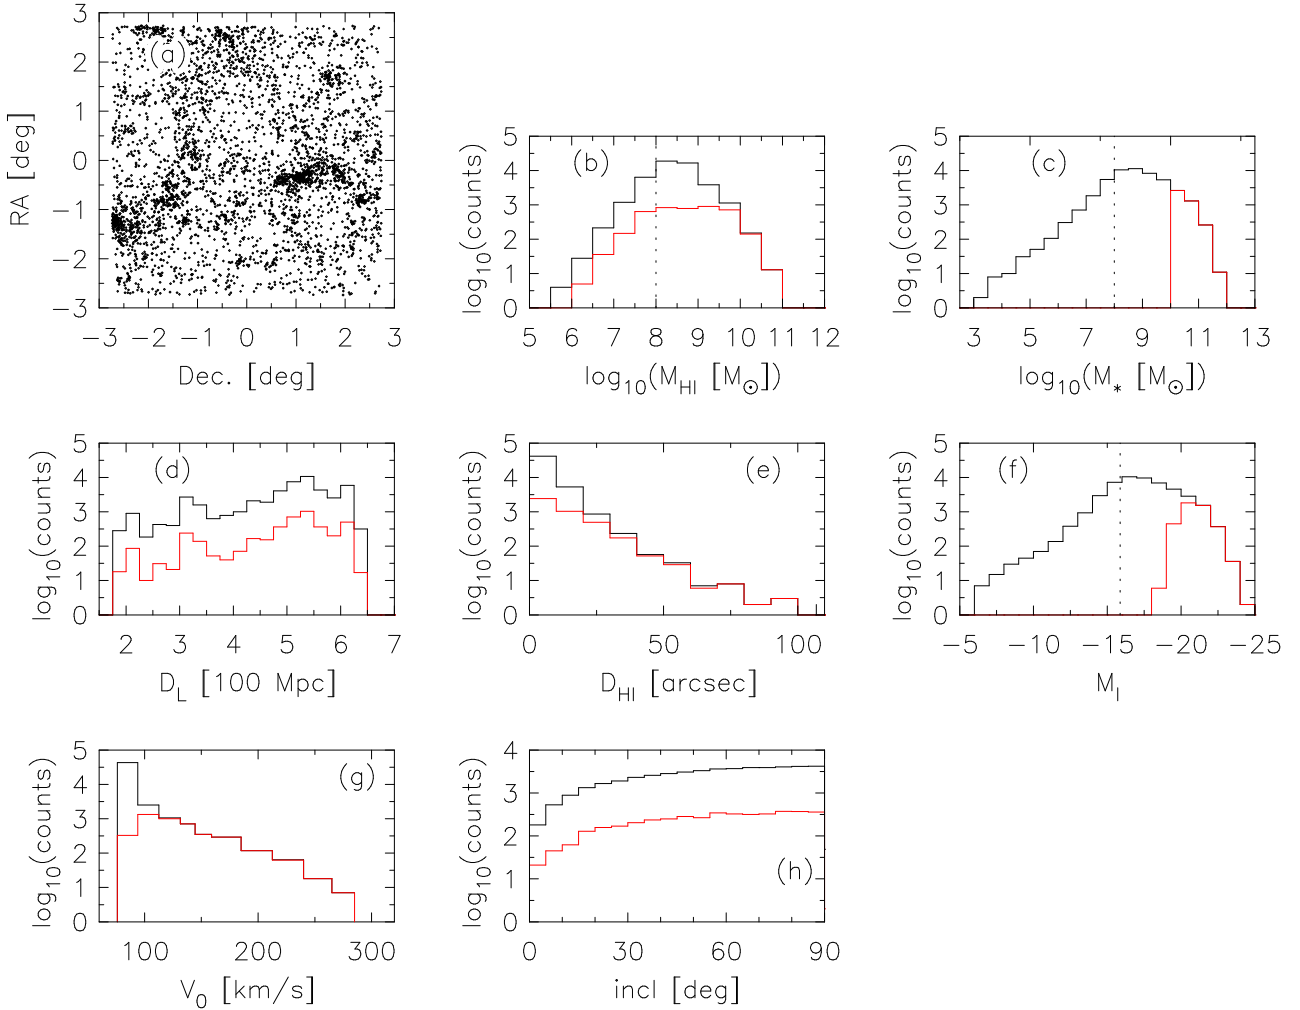 3
2
1
0
−1
−2
−3
RA [deg]
(a)
−3 −2 −1 0 1 2 3
Dec. [deg]
5
4
3
2
1
0
log10(counts)
(b)
5 6 7 8 9 10 11 12
log10(MHI [M⊙])
5
4
3
2
1
0
log10(counts)
(c)
3 5 7 9 11 13
log10(M* [M⊙])
5
4
3
2
1
0
log10(counts)
(d)
2 3 4 5 6 7
DL [100 Mpc]
5
4
3
2
1
0
log10(counts)
(e)
0 50 100
DHI [arcsec]
5
4
3
2
1
0
log10(counts)
(f)
−5 −10 −15 −20 −25
MI
5
4
3
2
1
0
log10(counts)
(g)
100 200 300
V0 [km/s]
4
3
2
1
0
log10(counts)
(h)
0 30 60 90
incl [deg]